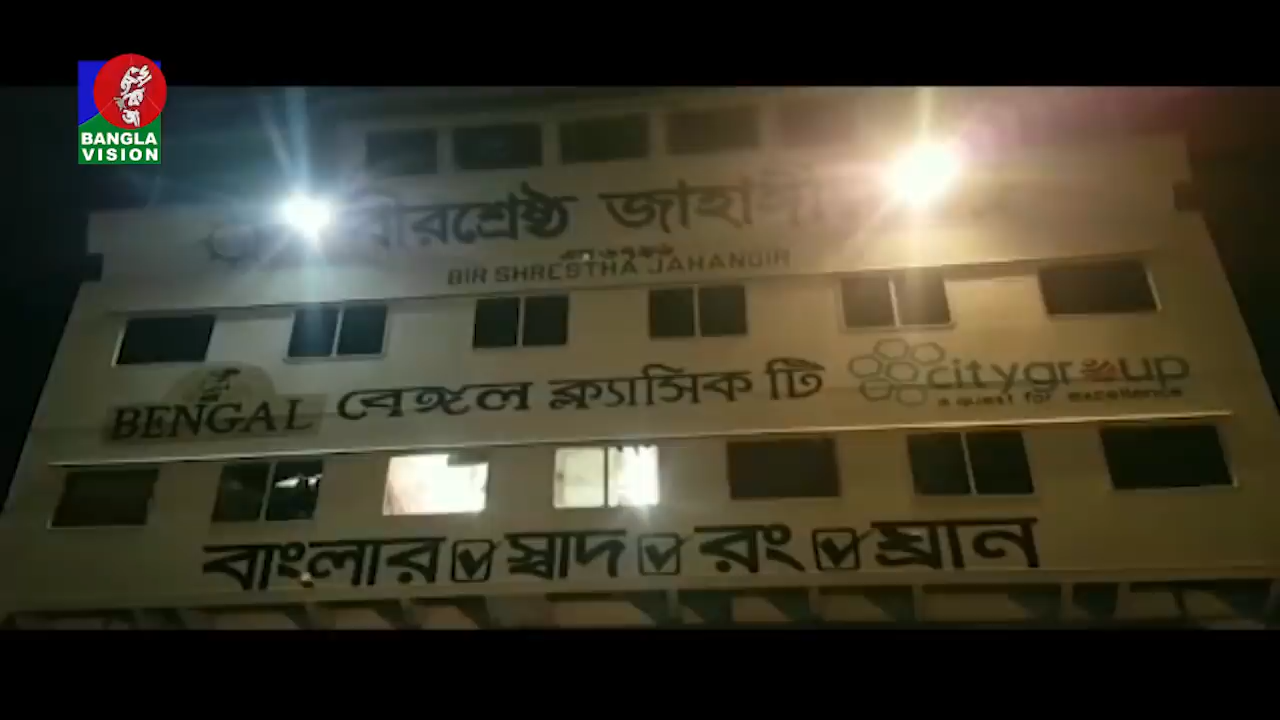 BANGLA
VISION
বীরশ্রেষ্ঠ জাহাঙ্গীর
BIR SHRESTHA JAHANGIR
BENGAL বেঙ্গল ক্ল্যাসিক টি citygroup
a quest for excellence
বাংলার স্বাদ রং ঘ্রান